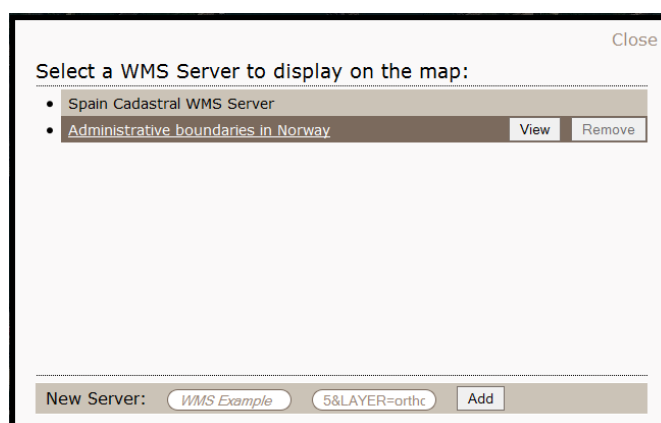 Close
Select a WMS Server to display on the map:
Spain Cadastral WMS Server
Administrative boundaries in Norway View Remove
New Server: WMS Example 5&LAYER=orthc Add